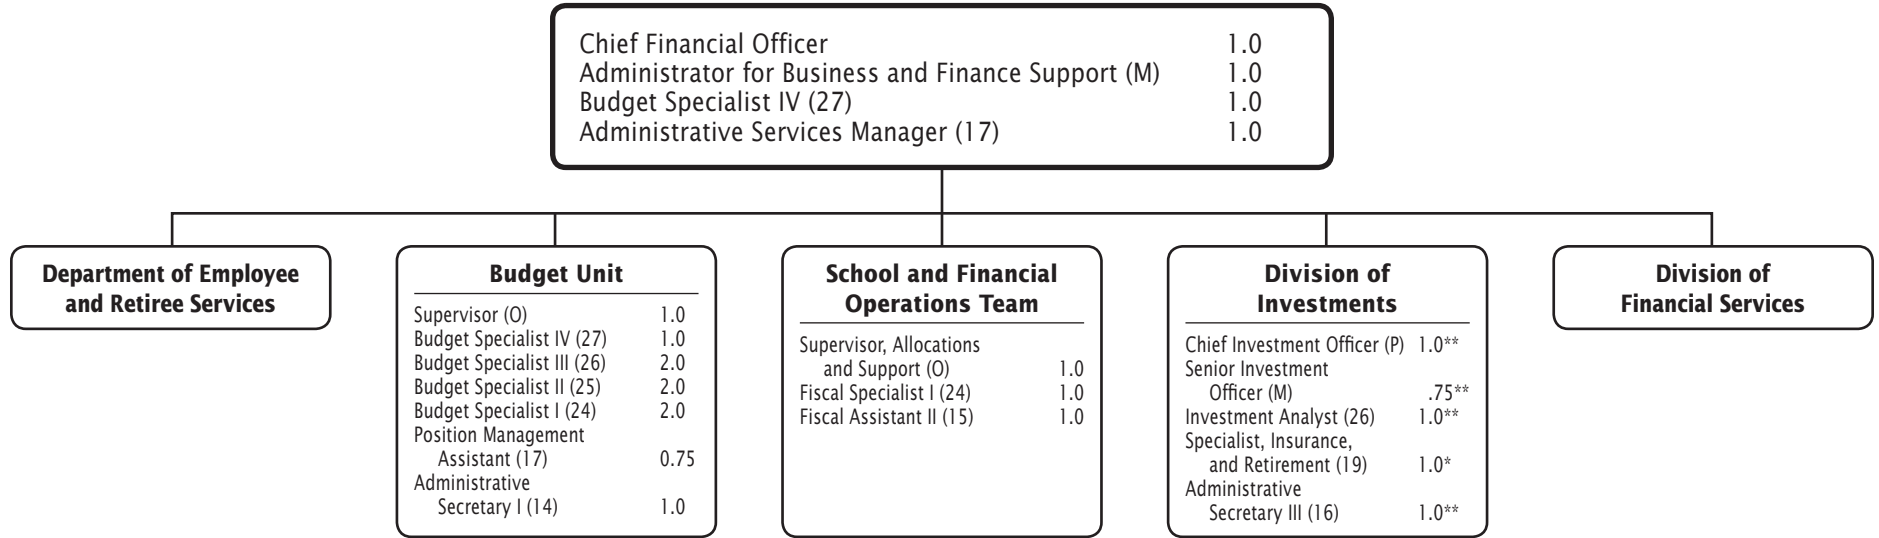 Chief Financial Officer 1.0
Administrator for Business and Finance Support (M) 1.0
Budget Specialist IV (27) 1.0
Administrative Services Manager (17) 1.0
Department of Employee
and Retiree Services
Budget Unit
Supervisor (O) 1.0
Budget Specialist IV (27) 1.0
Budget Specialist III (26) 2.0
Budget Specialist II (25) 2.0
Budget Specialist I (24) 2.0
Position Management
Assistant (17) 0.75
Administrative
Secretary I (14) 1.0
School and Financial
Operations Team
Supervisor, Allocations
and Support (O) 1.0
Fiscal Specialist I (24) 1.0
Fiscal Assistant II (15) 1.0
Division of
Investments
Chief Investment Officer (P) 1.0**
Senior Investment
Officer (M) .75**
Investment Analyst (26) 1.0**
Specialist, Insurance,
and Retirement (19) 1.0*
Administrative
Secretary III (16) 1.0**
Division of
Financial Services